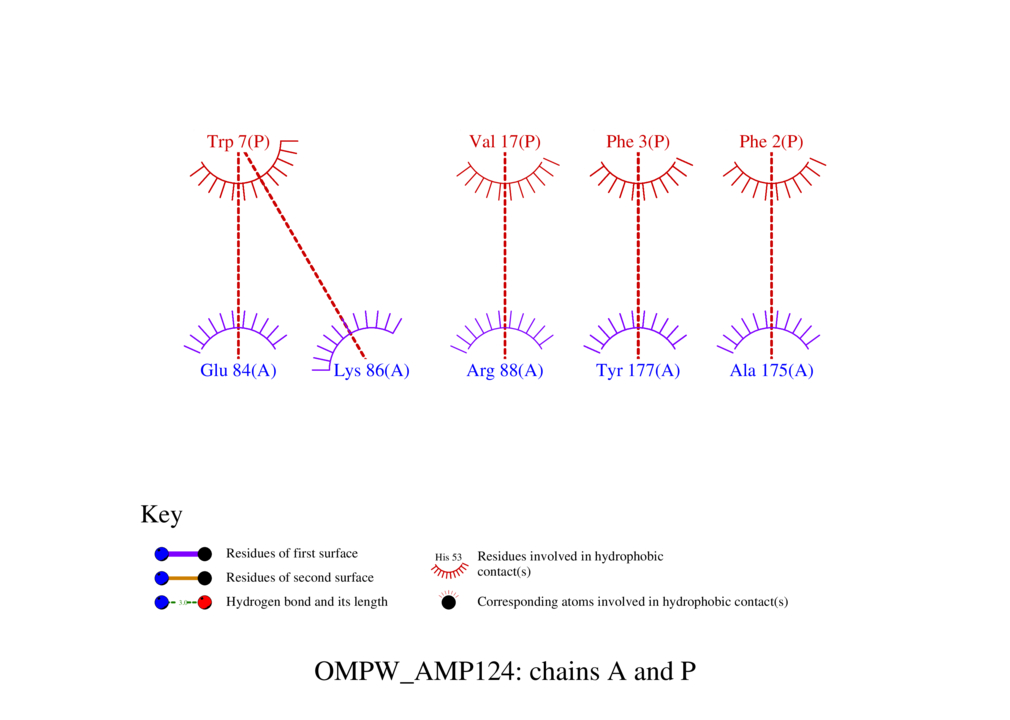 Trp 7(P) Val 17(P) Phe 3(P) Phe 2(P)
Glu 84(A) Lys 86(A) Arg 88(A) Tyr 177(A) Ala 175(A)
Key
Residues of first surface
Residues of second surface
3.0
Hydrogen bond and its length
His 53
Residues involved in hydrophobic
contact(s)
Corresponding atoms involved in hydrophobic contact(s)
OMPW_AMP124: chains A and P